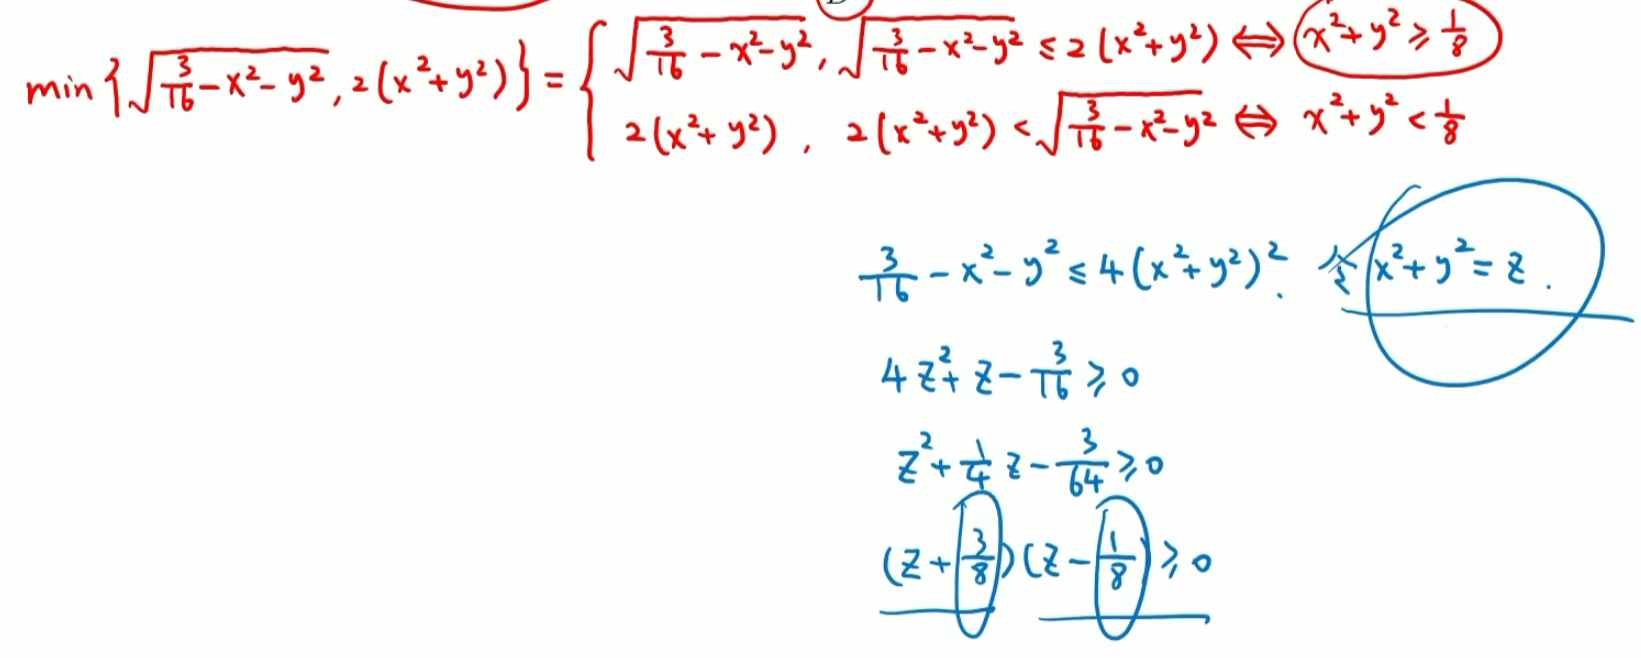 min{√(3/16 - x² - y²), 2(x² + y²)} = { √(3/16 - x² - y²), √(3/16 - x² - y²) ≤ 2(x² + y²) ⇔ x² + y² ≥ 1/8
2(x² + y²), 2(x² + y²) < √(3/16 - x² - y²) ⇔ x² + y² < 1/8
3/16 - x² - y² ≤ 4(x² + y²)². 令 x² + y² = z.
4z² + z - 3/16 ≥ 0
z² + 1/4 z - 3/64 ≥ 0
(z + 3/8)(z - 1/8) ≥ 0